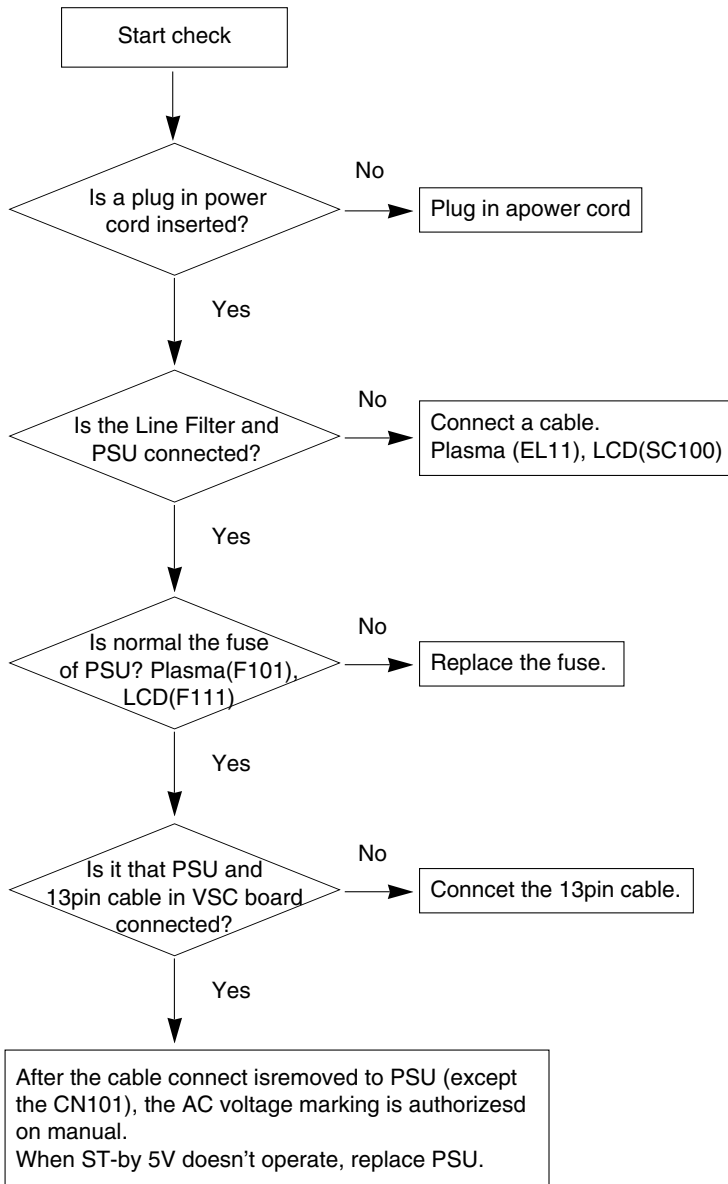 Start check
Is a plug in power
cord inserted?
No
Plug in apower cord
Yes
Is the Line Filter and
PSU connected?
No
Connect a cable.
Plasma (EL11), LCD(SC100)
Yes
Is normal the fuse
of PSU? Plasma(F101),
LCD(F111)
No
Replace the fuse.
Yes
Is it that PSU and
13pin cable in VSC board
connected?
No
Conncet the 13pin cable.
Yes
After the cable connect isremoved to PSU (except
the CN101), the AC voltage marking is authorizesd
on manual.
When ST-by 5V doesn't operate, replace PSU.